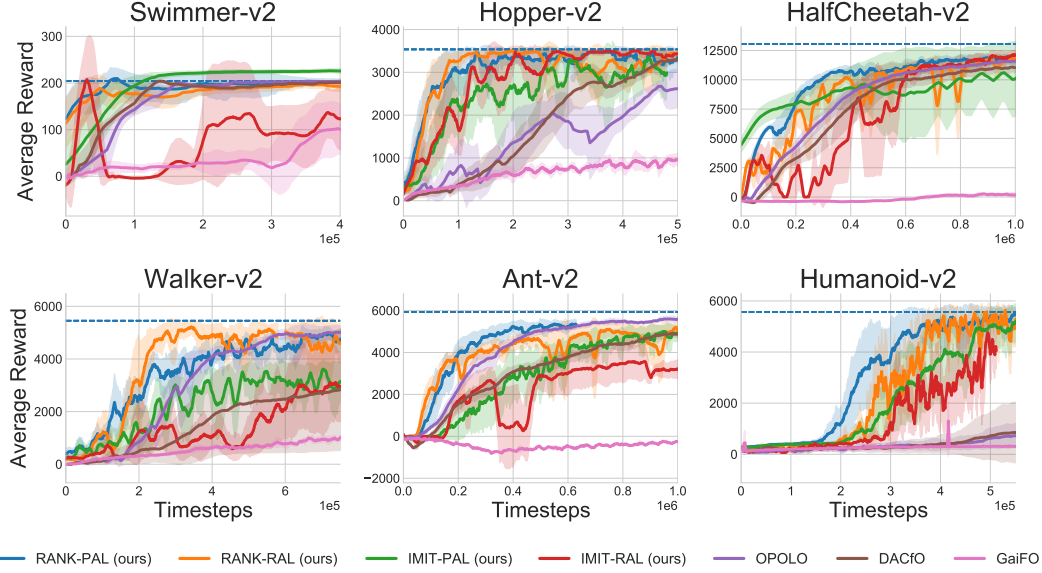 Swimmer-v2 Hopper-v2 HalfCheetah-v2
Average Reward
300
200
100
0
0 1 2 3 4
1e5
4000
3000
2000
1000
0
0 1 2 3 4 5
1e5
12500
10000
7500
5000
2500
0
0.0 0.2 0.4 0.6 0.8 1.0
1e6
Walker-v2 Ant-v2 Humanoid-v2
Average Reward
6000
4000
2000
0
0 2 4 6
1e5
Timesteps
6000
4000
2000
0
−2000
0.0 0.2 0.4 0.6 0.8 1.0
1e6
Timesteps
6000
4000
2000
0
0 1 2 3 4 5
1e5
Timesteps
RANK-PAL (ours) RANK-RAL (ours) IMIT-PAL (ours) IMIT-RAL (ours) OPOLO DACfO GaiFO